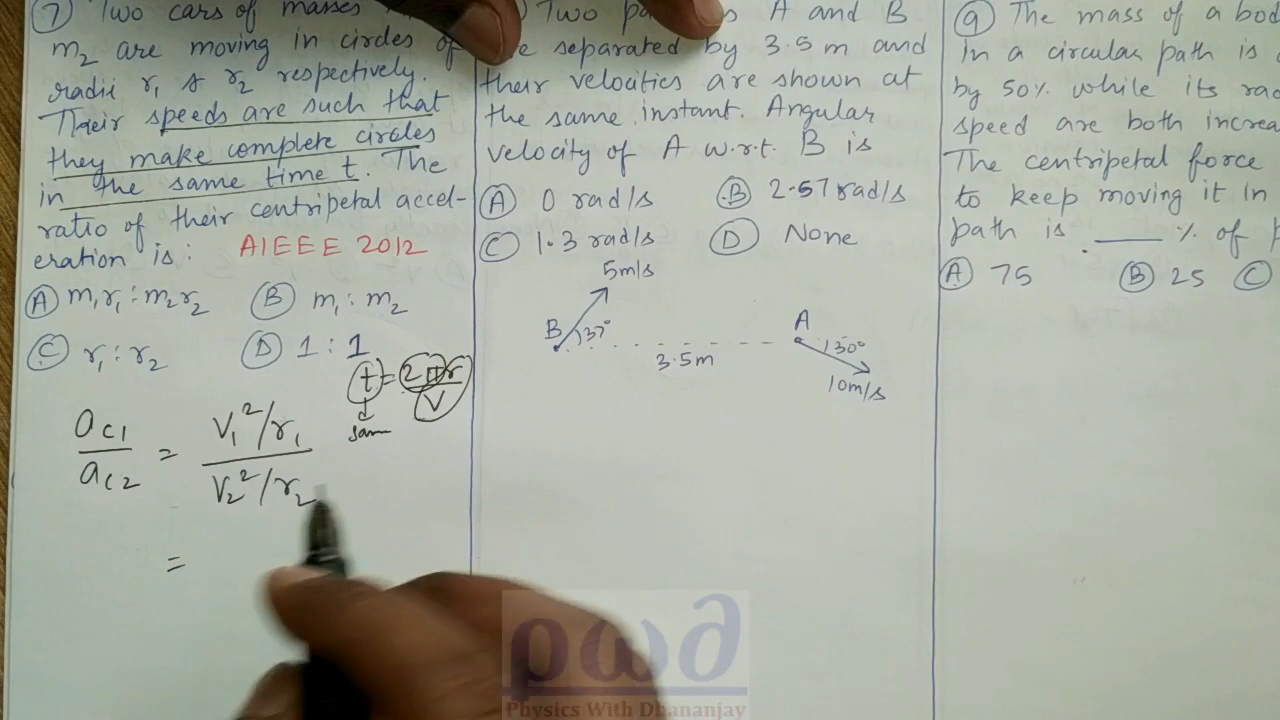 7 Two cars of masses
m2 are moving in circles of
radii r1 & r2 respectively.
Their speeds are such that
they make complete circles
in the same time t. The
ratio of their centripetal accel-
eration is: AIEEE 2012
A m1r1 : m2r2 B m1 : m2
C r1 : r2 D 1 : 1
t = 2πr/V
same
ac1/ac2 = V1²/r1 / V2²/r2
=
Two A and B
separated by 3.5 m and
their velocities are shown at
the same instant. Angular
velocity of A w.r.t. B is
A 0 rad/s B 2.57 rad/s
C 1.3 rad/s D None
5m/s
B 37° A 30°
3.5m
10m/s
9 The mass of a
in a circular path is
by 50% while its
speed are both
The centripetal force
to keep moving it in
path is . ___ % of
A 75 B 25 C
pwd
Physics With Dhananjay